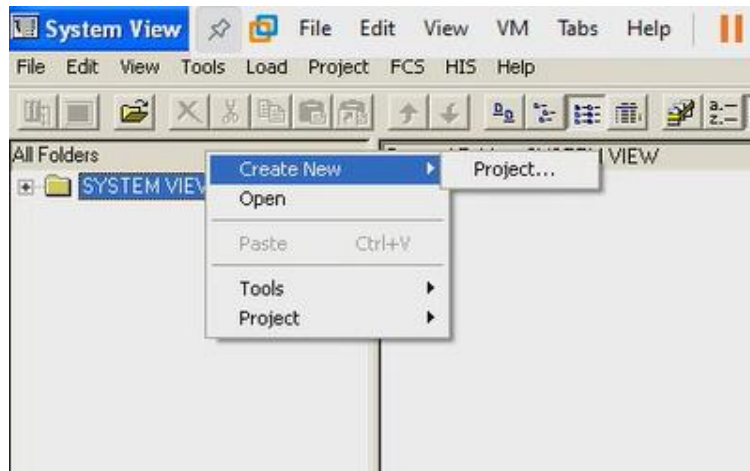 System View File Edit View VM Tabs Help
File Edit View Tools Load Project FCS HIS Help
All Folders VIEW
SYSTEM VIEW
Create New Project...
Open
Paste Ctrl+V
Tools
Project